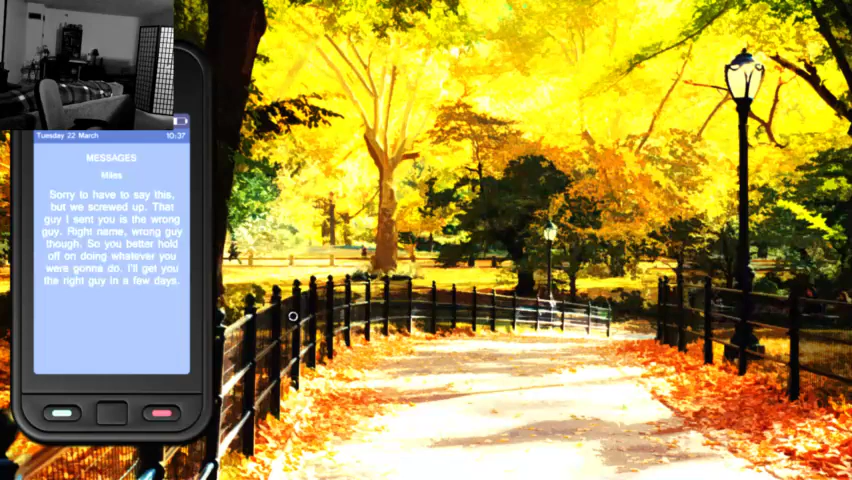 Tuesday 22 March 10:37
MESSAGES
Miles
Sorry to have to say this,
but we screwed up. That
guy I sent you is the wrong
guy. Right name, wrong guy
though. So you better hold
off on doing whatever you
were gonna do. I'll get you
the right guy in a few days.